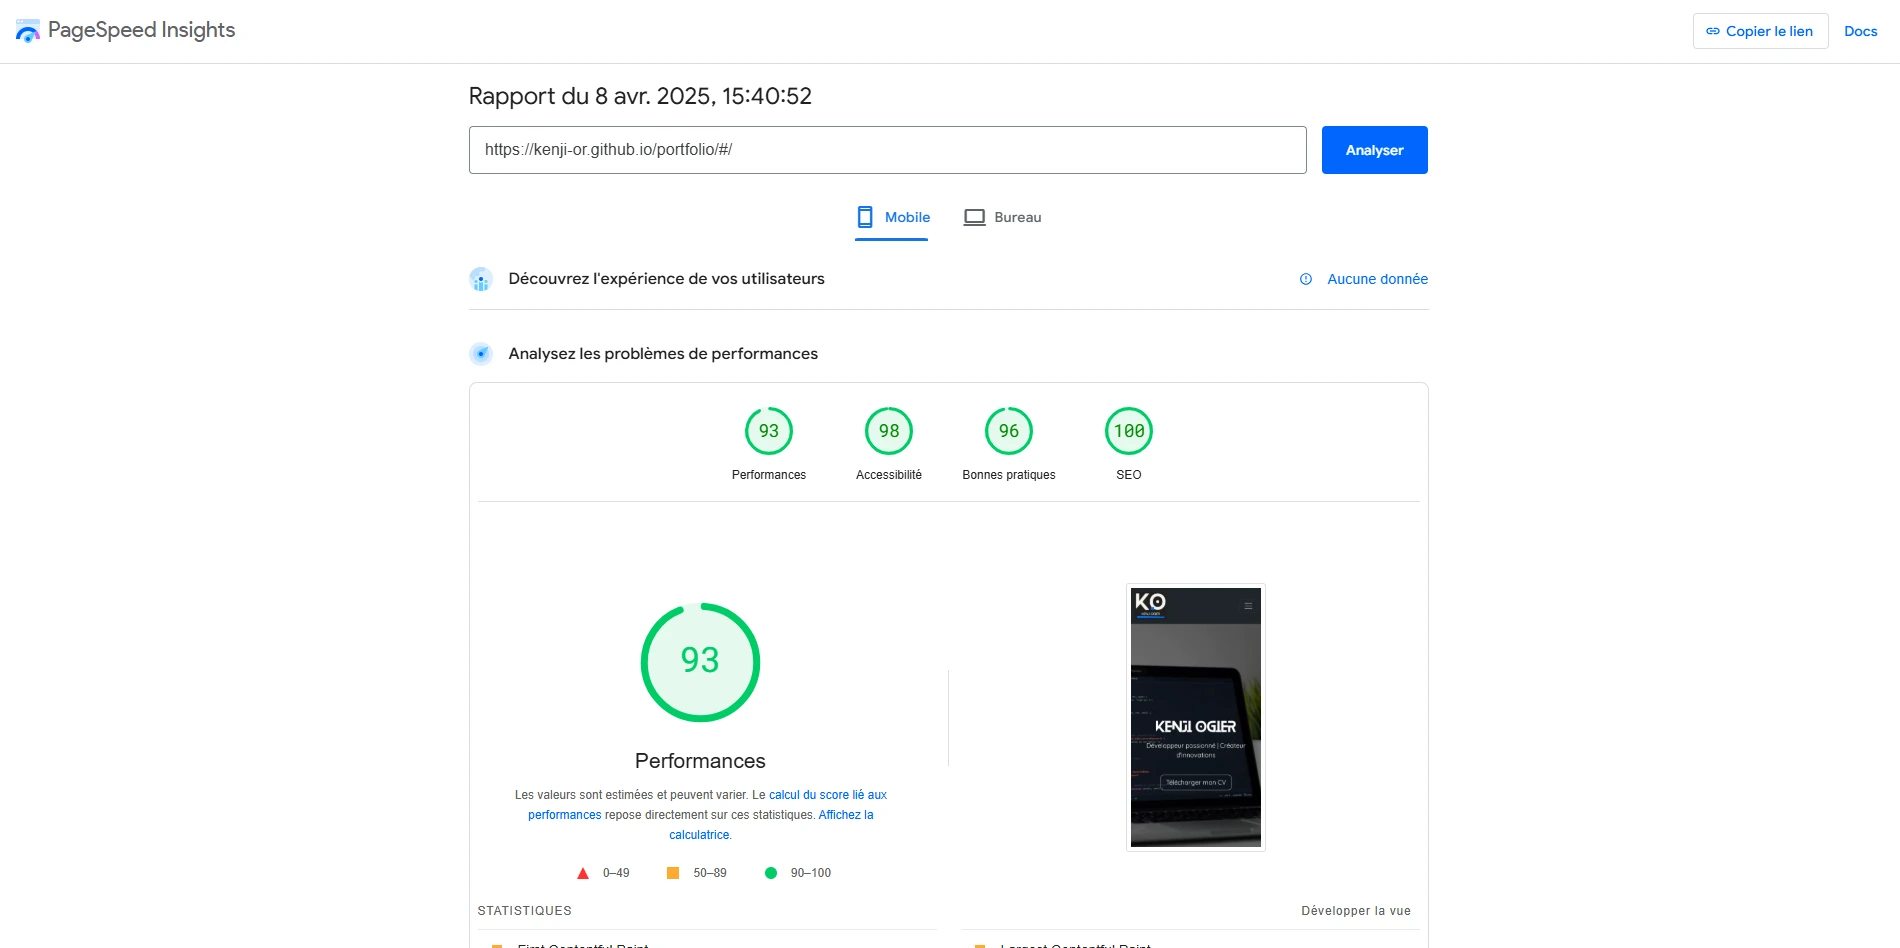 PageSpeed Insights
Copier le lien
Docs
Rapport du 8 avr. 2025, 15:40:52
https://kenji-or.github.io/portfolio/#/
Analyser
Mobile
Bureau
Découvrez l'expérience de vos utilisateurs
Aucune donnée
Analysez les problèmes de performances
93
98
96
100
Performances
Accessibilité
Bonnes pratiques
SEO
93
KO
KENJI OGIER
Développeur passionné | Créateur
d'innovations
Télécharger mon CV
Performances
Les valeurs sont estimées et peuvent varier. Le calcul du score lié aux
performances repose directement sur ces statistiques. Affichez la
calculatrice.
0–49
50–89
90–100
STATISTIQUES
Développer la vue
First Contentful Paint
Largest Contentful Paint